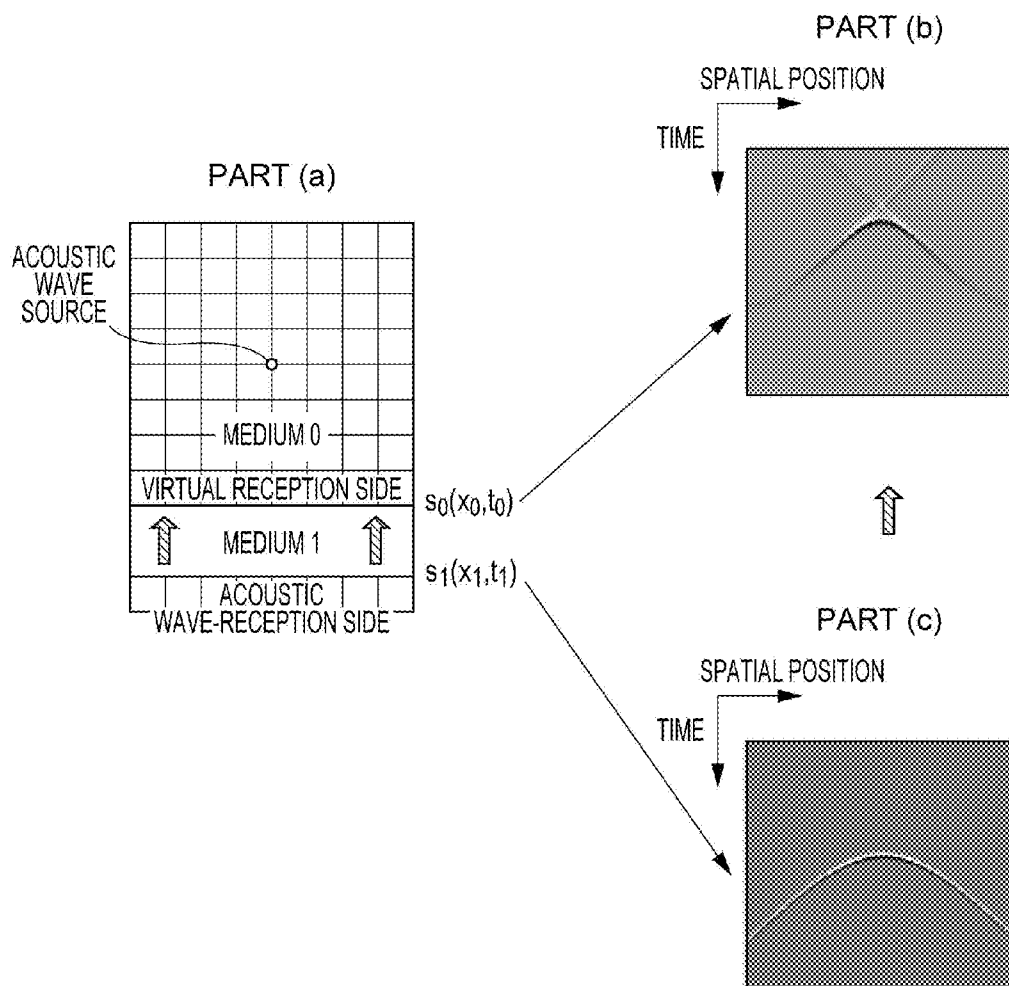 PART (b)
SPATIAL POSITION
TIME
PART (a)
ACOUSTIC
WAVE
SOURCE
MEDIUM 0
VIRTUAL RECEPTION SIDE
s0(x0,t0)
MEDIUM 1
s1(x1,t1)
ACOUSTIC
WAVE-RECEPTION SIDE
PART (c)
SPATIAL POSITION
TIME